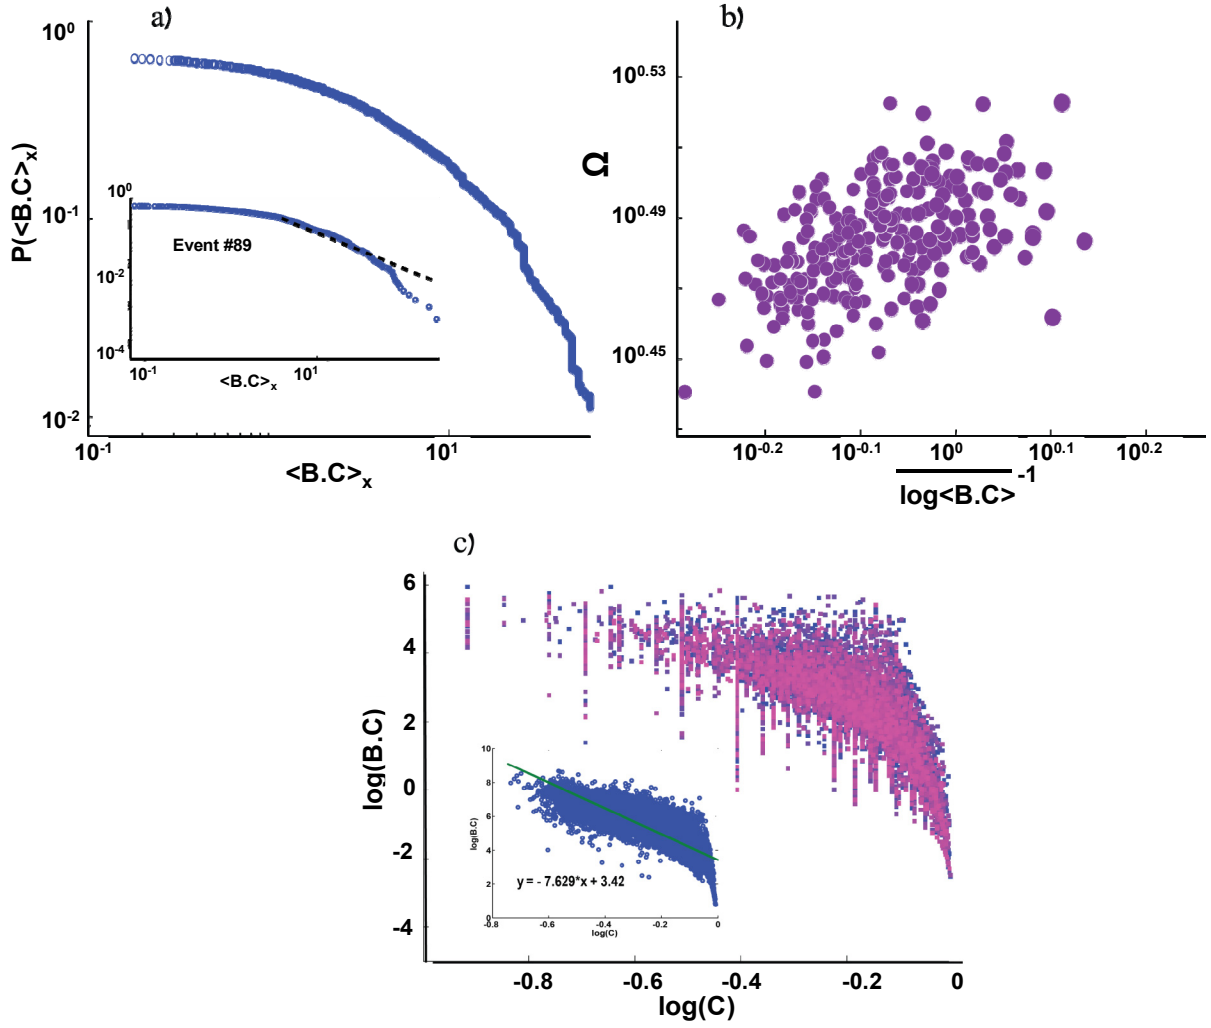 a)
10^0
10^-1
10^-2
P(<B.C>x)
10^-1
10^1
<B.C>x
10^0
10^-2
10^-4
Event #89
10^-1
10^1
<B.C>x
b)
10^0.53
10^0.49
10^0.45
Ω
10^-0.2
10^-0.1
10^0
10^0.1
10^0.2
log<B.C>
-1
c)
6
4
2
0
-2
-4
log(B.C)
10
8
6
4
2
0
log(B.C)
y = - 7.629*x + 3.42
-0.8
-0.6
-0.4
-0.2
0
log(C)
-0.8
-0.6
-0.4
-0.2
0
log(C)